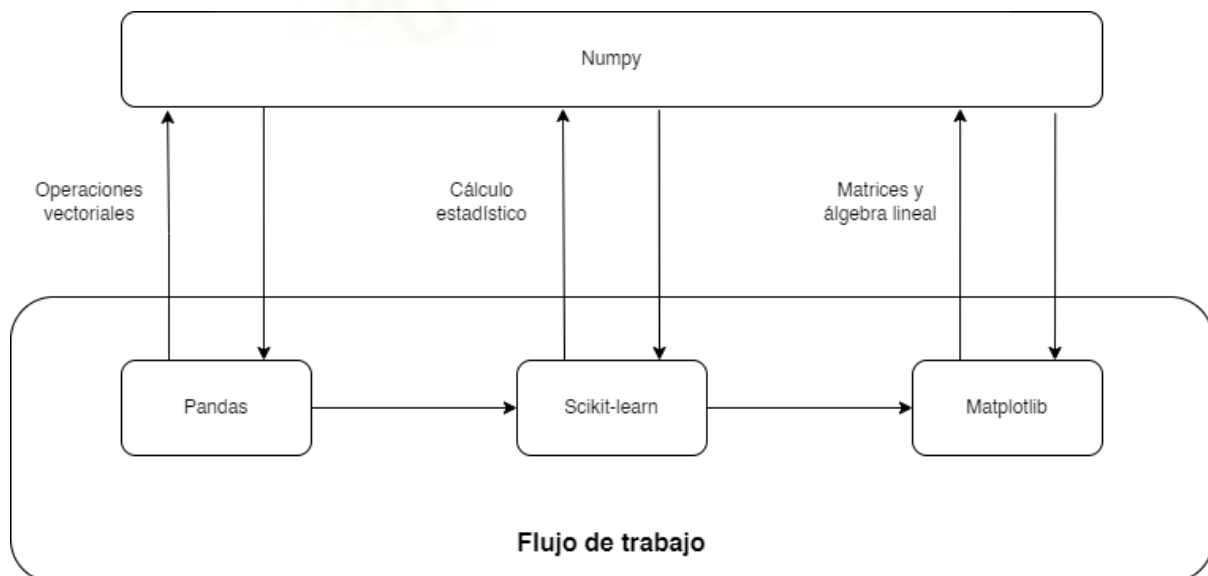 Numpy
Operaciones
vectoriales
Cálculo
estadístico
Matrices y
álgebra lineal
Pandas
Scikit-learn
Matplotlib
Flujo de trabajo